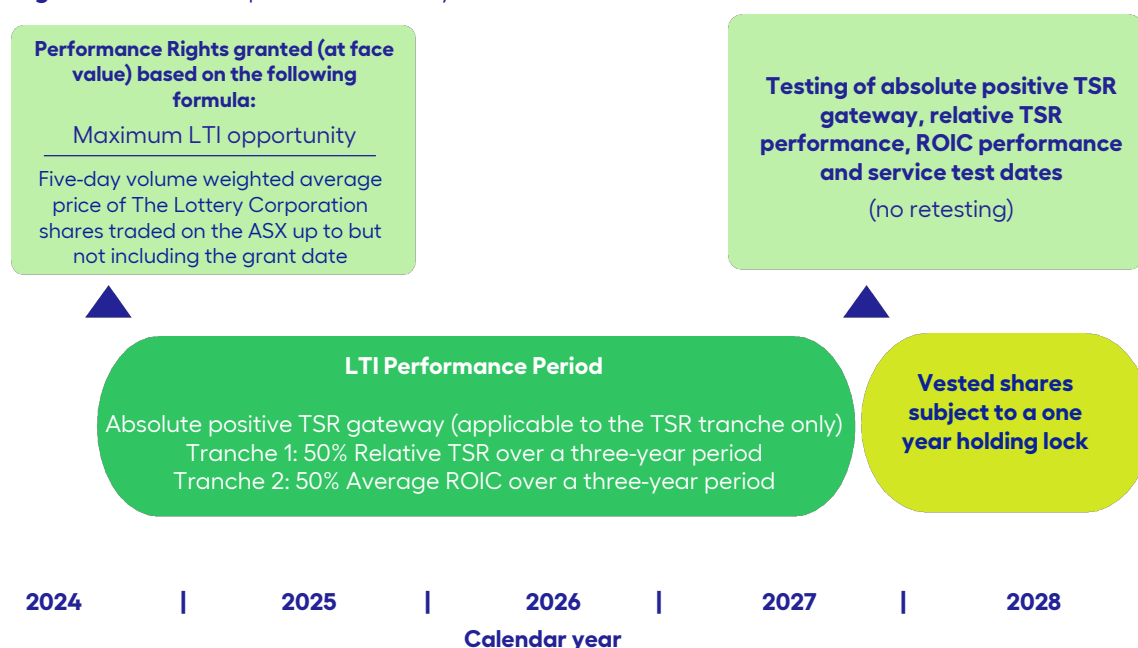 Performance Rights granted (at face
value) based on the following
formula:
Maximum LTI opportunity
Five-day volume weighted average
price of The Lottery Corporation
shares traded on the ASX up to but
not including the grant date
Testing of absolute positive TSR
gateway, relative TSR
performance, ROIC performance
and service test dates
(no retesting)
LTI Performance Period
Absolute positive TSR gateway (applicable to the TSR tranche only)
Tranche 1: 50% Relative TSR over a three-year period
Tranche 2: 50% Average ROIC over a three-year period
Vested shares
subject to a one
year holding lock
2024 | 2025 | 2026 | 2027 | 2028
Calendar year